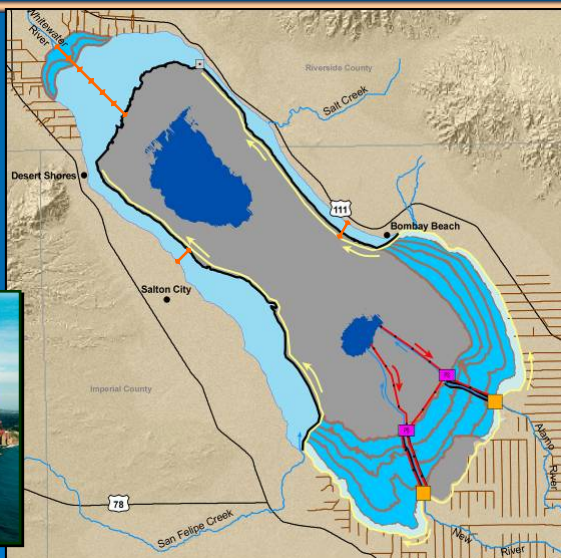 Whitewater
River
Riverside County
Salt Creek
Desert Shores
111
Bombay Beach
Salton City
Imperial County
Alamo
River
78
San Felipe Creek
New
River